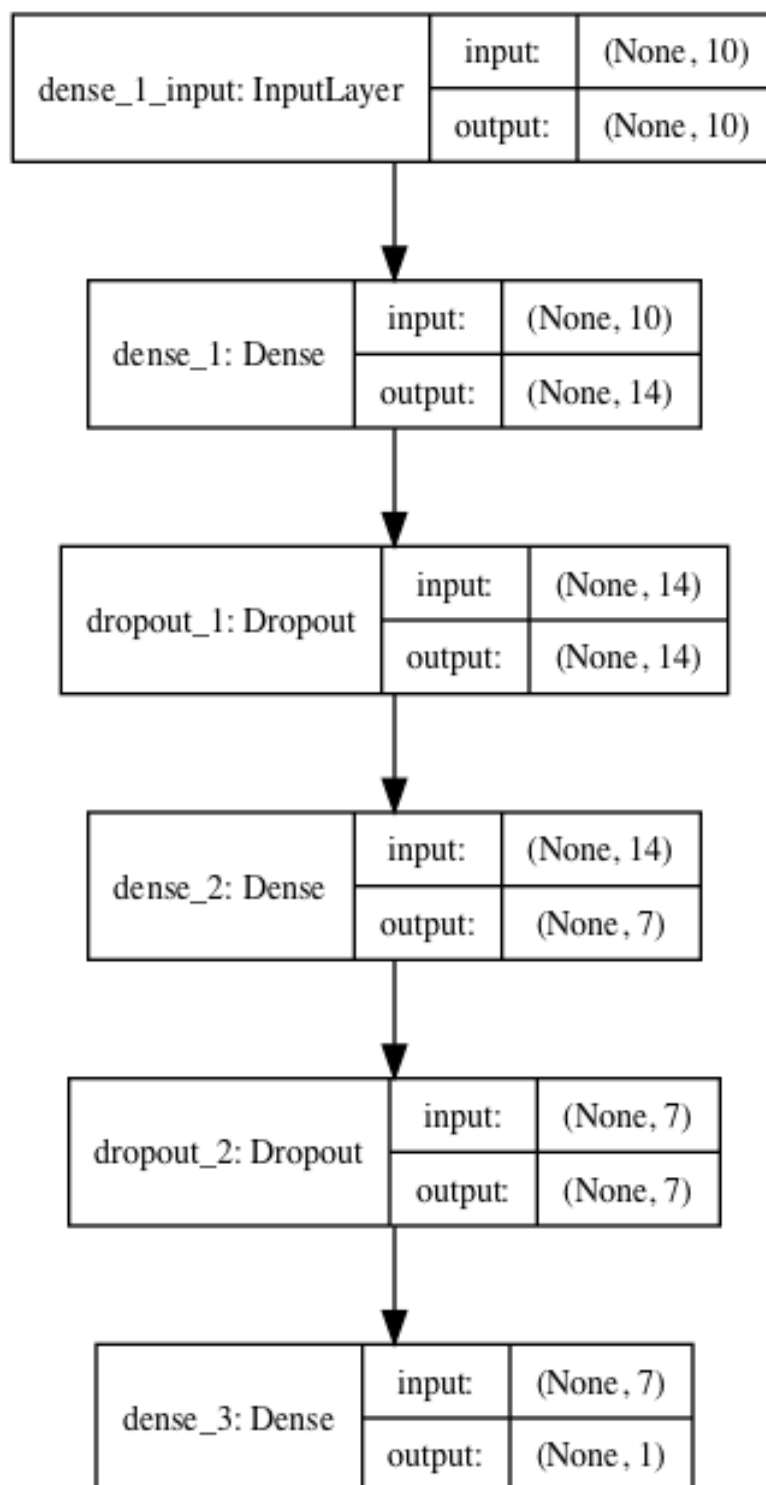 dense_1_input: InputLayer
input:
(None, 10)
output:
(None, 10)
dense_1: Dense
input:
(None, 10)
output:
(None, 14)
dropout_1: Dropout
input:
(None, 14)
output:
(None, 14)
dense_2: Dense
input:
(None, 14)
output:
(None, 7)
dropout_2: Dropout
input:
(None, 7)
output:
(None, 7)
dense_3: Dense
input:
(None, 7)
output:
(None, 1)